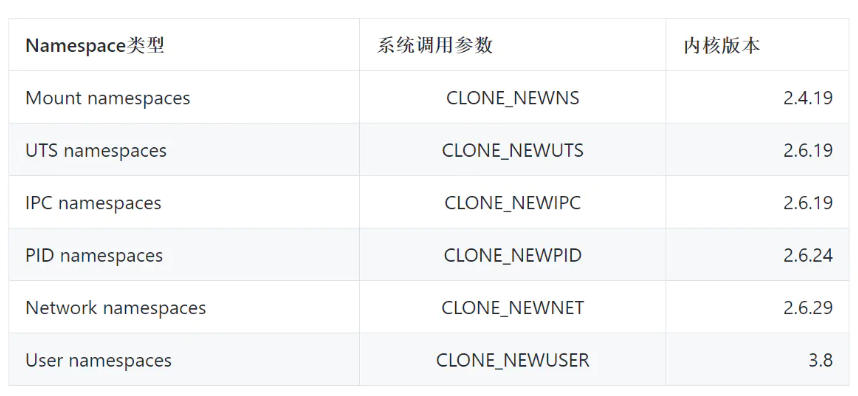 Namespace类型 系统调用参数 内核版本
Mount namespaces CLONE_NEWNS 2.4.19
UTS namespaces CLONE_NEWUTS 2.6.19
IPC namespaces CLONE_NEWIPC 2.6.19
PID namespaces CLONE_NEWPID 2.6.24
Network namespaces CLONE_NEWNET 2.6.29
User namespaces CLONE_NEWUSER 3.8